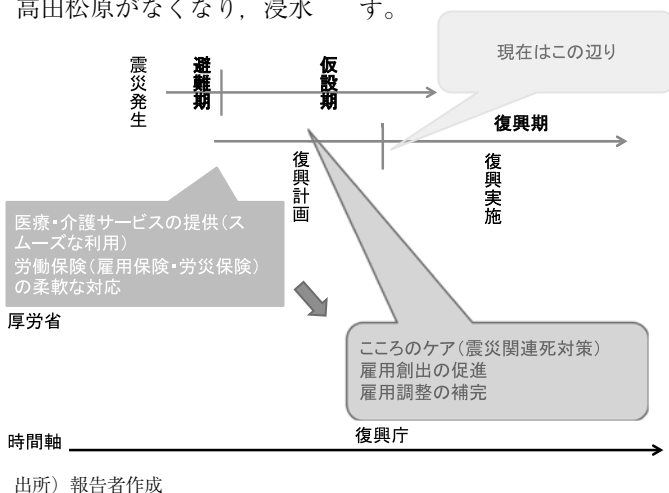 高田松原がなくなり，浸水
す。
現在はこの辺り
震災発生
避難期
仮設期
復興期
復興計画
復興実施
医療・介護サービスの提供（ス
ムーズな利用）
労働保険（雇用保険・労災保険）
の柔軟な対応
厚労省
こころのケア（震災関連死対策）
雇用創出の促進
雇用調整の補完
時間軸
復興庁
出所）報告者作成